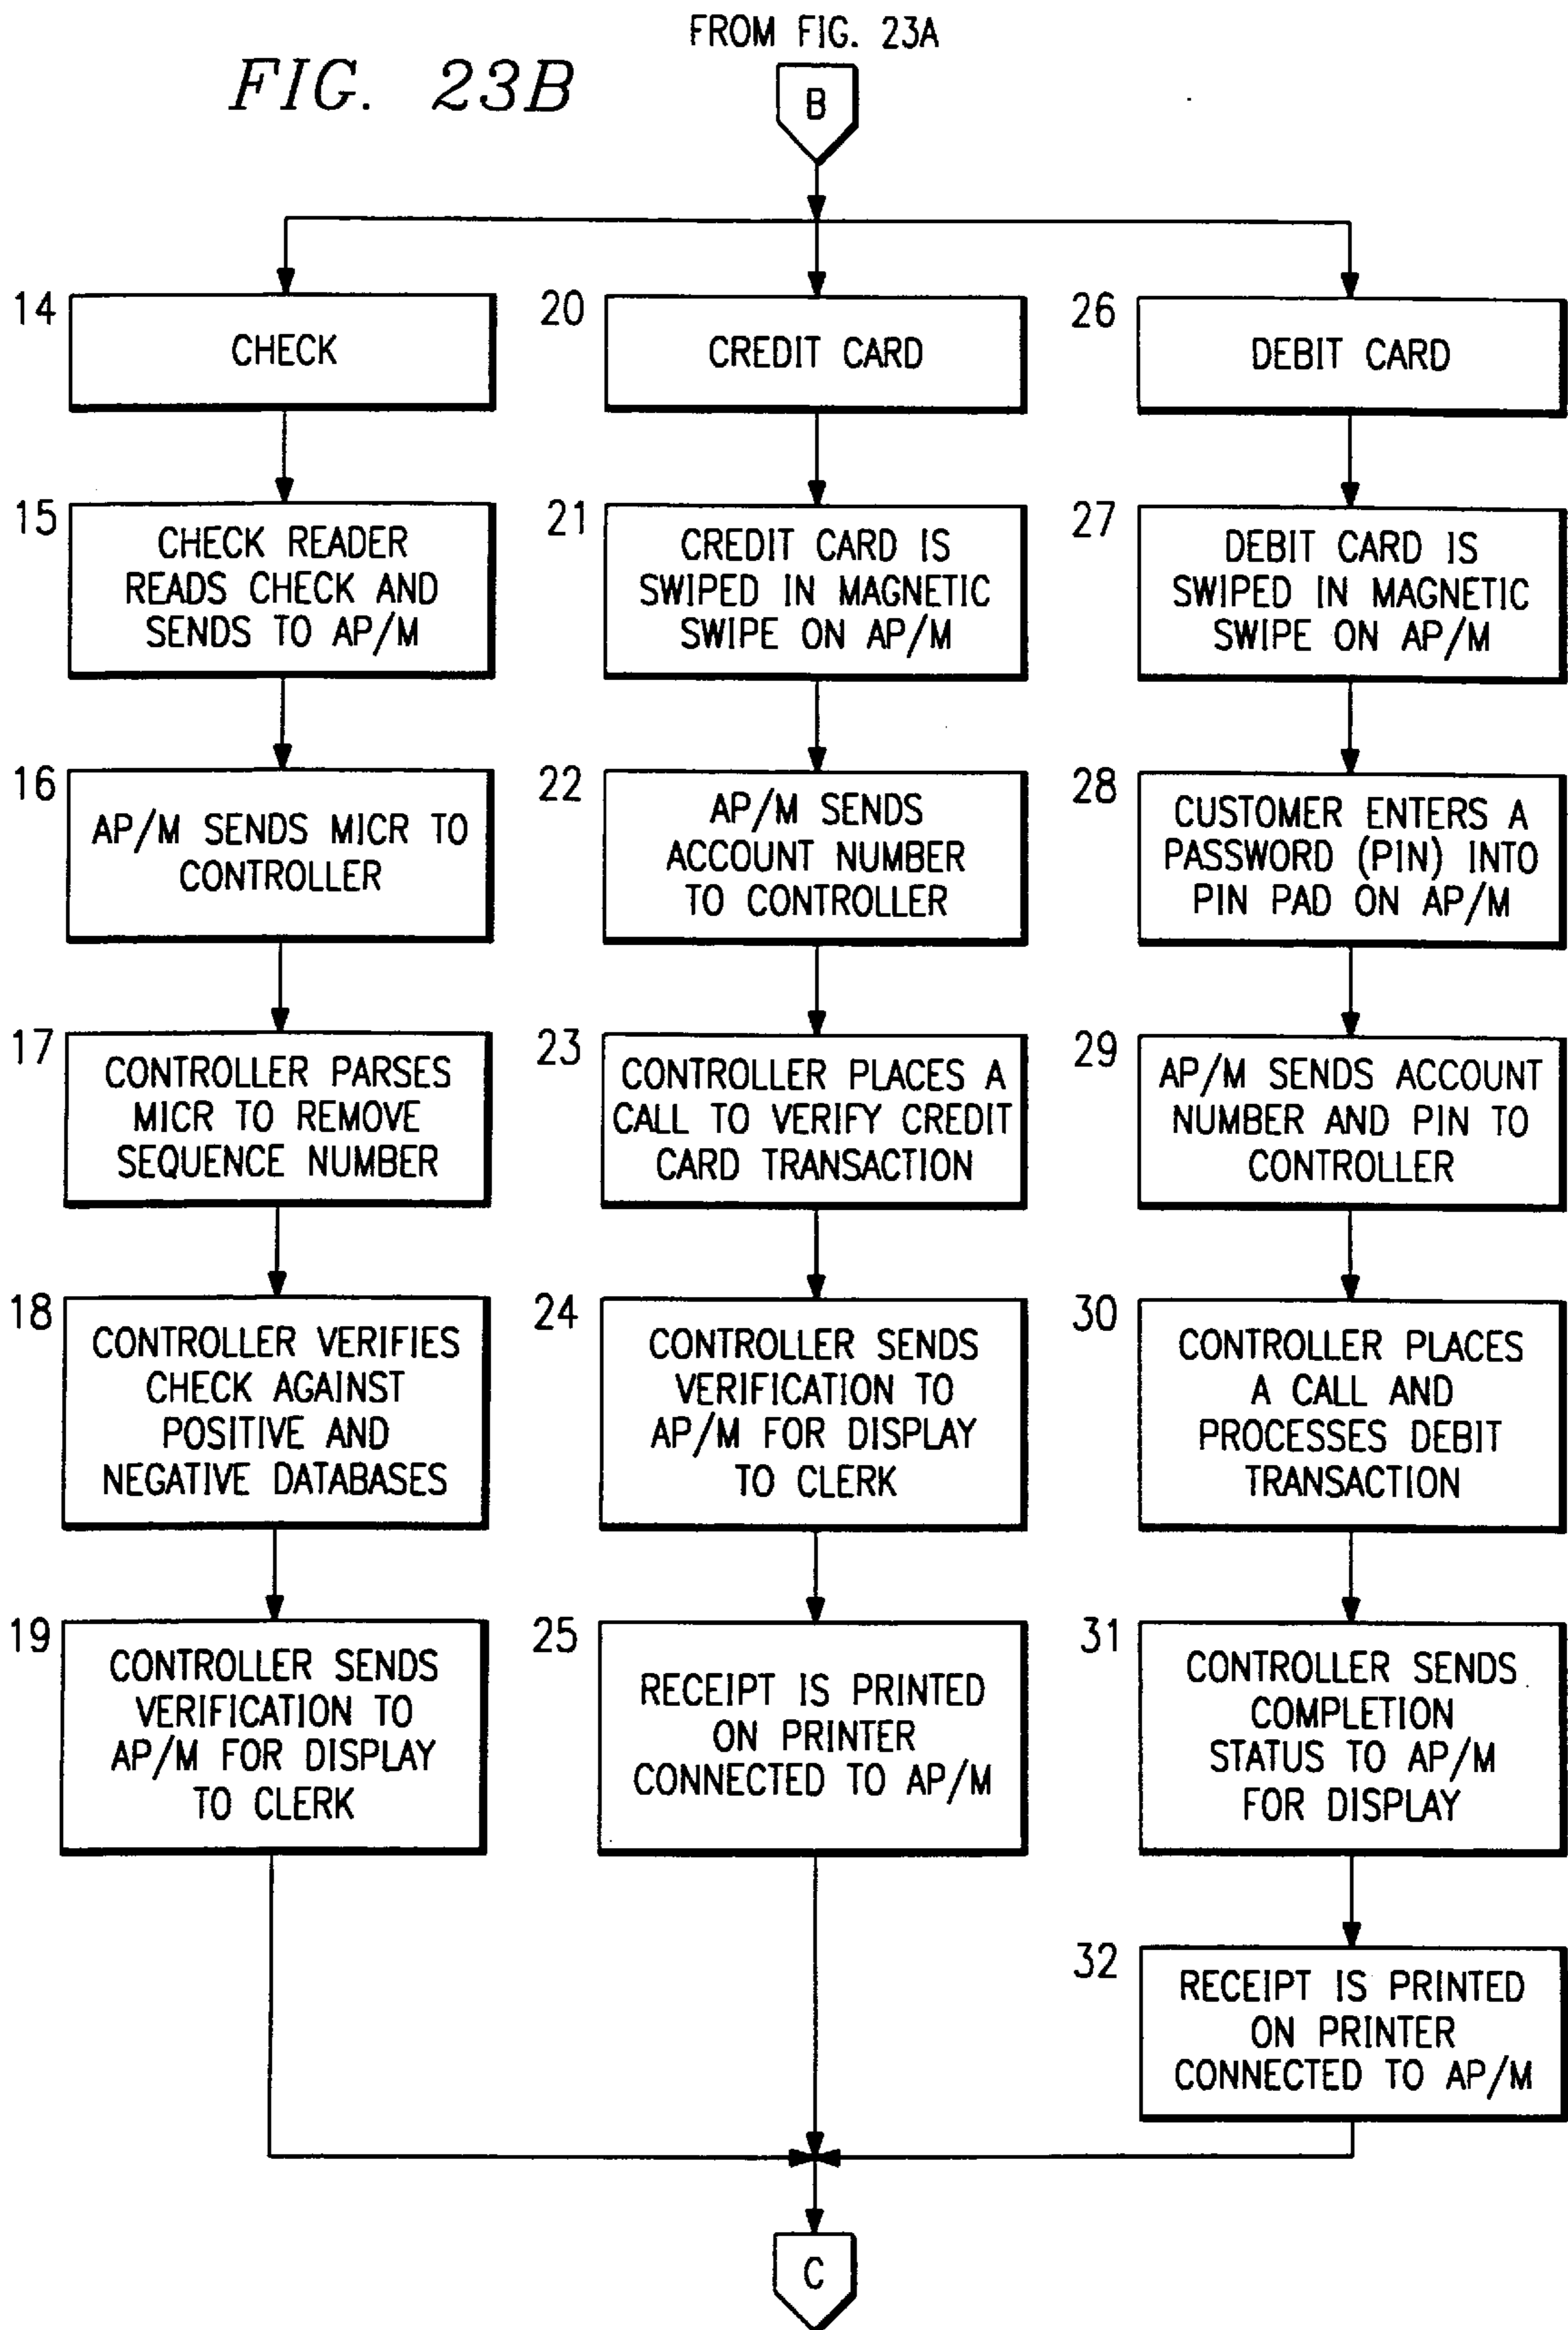 FROM FIG. 23A
FIG. 23B
B
14
CHECK
15
CHECK READER
READS CHECK AND
SENDS TO AP/M
16
AP/M SENDS MICR TO
CONTROLLER
17
CONTROLLER PARSES
MICR TO REMOVE
SEQUENCE NUMBER
18
CONTROLLER VERIFIES
CHECK AGAINST
POSITIVE AND
NEGATIVE DATABASES
19
CONTROLLER SENDS
VERIFICATION TO
AP/M FOR DISPLAY
TO CLERK
20
CREDIT CARD
21
CREDIT CARD IS
SWIPED IN MAGNETIC
SWIPE ON AP/M
22
AP/M SENDS
ACCOUNT NUMBER
TO CONTROLLER
23
CONTROLLER PLACES A
CALL TO VERIFY CREDIT
CARD TRANSACTION
24
CONTROLLER SENDS
VERIFICATION TO
AP/M FOR DISPLAY
TO CLERK
25
RECEIPT IS PRINTED
ON PRINTER
CONNECTED TO AP/M
26
DEBIT CARD
27
DEBIT CARD IS
SWIPED IN MAGNETIC
SWIPE ON AP/M
28
CUSTOMER ENTERS A
PASSWORD (PIN) INTO
PIN PAD ON AP/M
29
AP/M SENDS ACCOUNT
NUMBER AND PIN TO
CONTROLLER
30
CONTROLLER PLACES
A CALL AND
PROCESSES DEBIT
TRANSACTION
31
CONTROLLER SENDS
COMPLETION
STATUS TO AP/M
FOR DISPLAY
32
RECEIPT IS PRINTED
ON PRINTER
CONNECTED TO AP/M
C